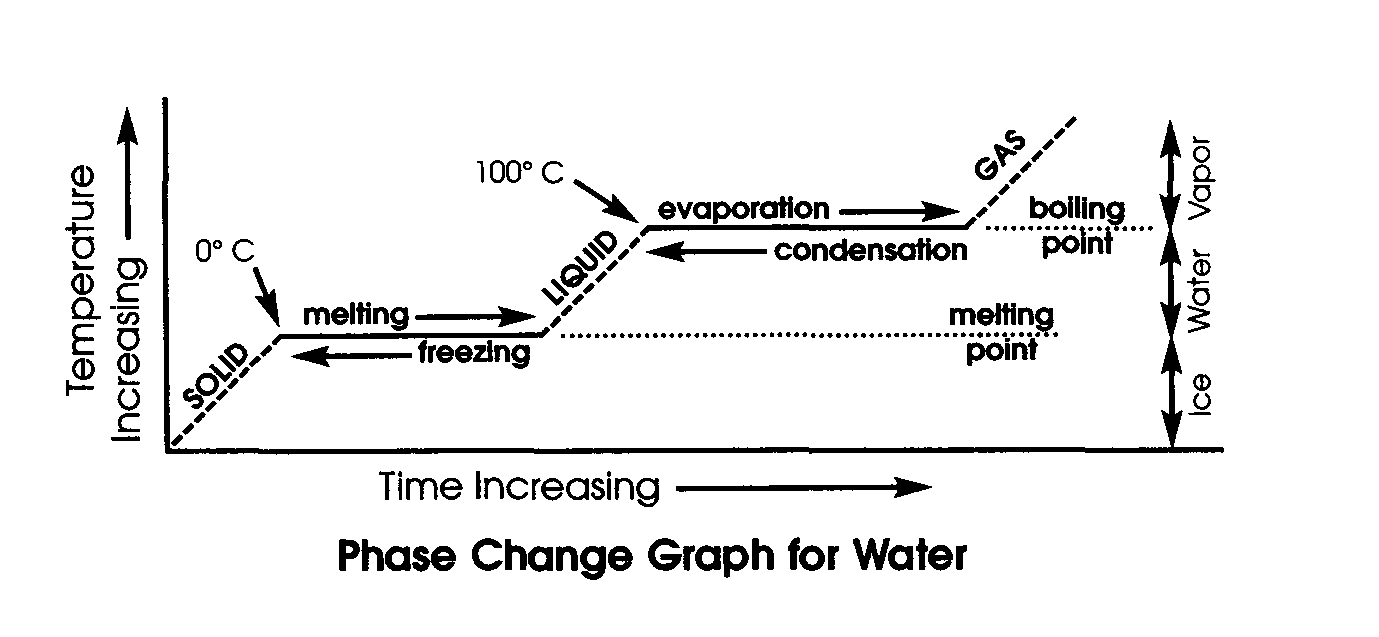 Temperature
Increasing
0° C
100° C
SOLID
melting
freezing
LIQUID
evaporation
condensation
GAS
boiling
point
melting
point
Vapor
Water
Ice
Time Increasing
Phase Change Graph for Water